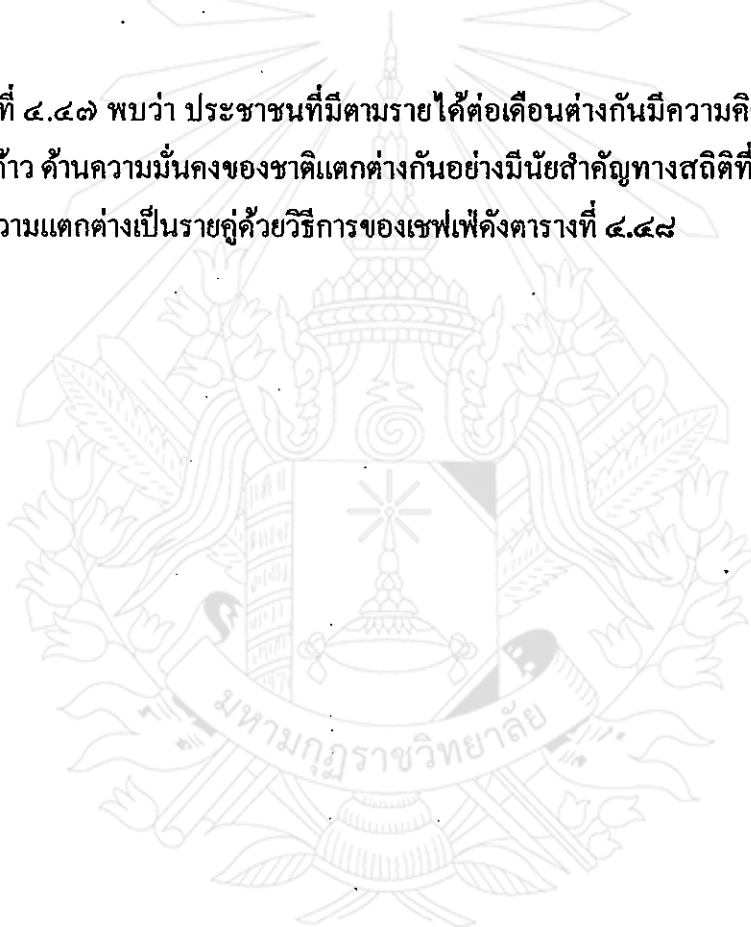 ที่ ๔.๔๗ พบว่า ประชาชนที่มีตามรายได้ต่อเดือนต่างกันมีความคิ
ก้าว ด้านความมั่นคงของชาติแตกต่างกันอย่างมีนัยสำคัญทางสถิติที่
วามแตกต่างเป็นรายคู่ด้วยวิธีการของเชฟเฟ่ดังตารางที่ ๔.๔๘
มหามกุฏราชวิทยาลัย